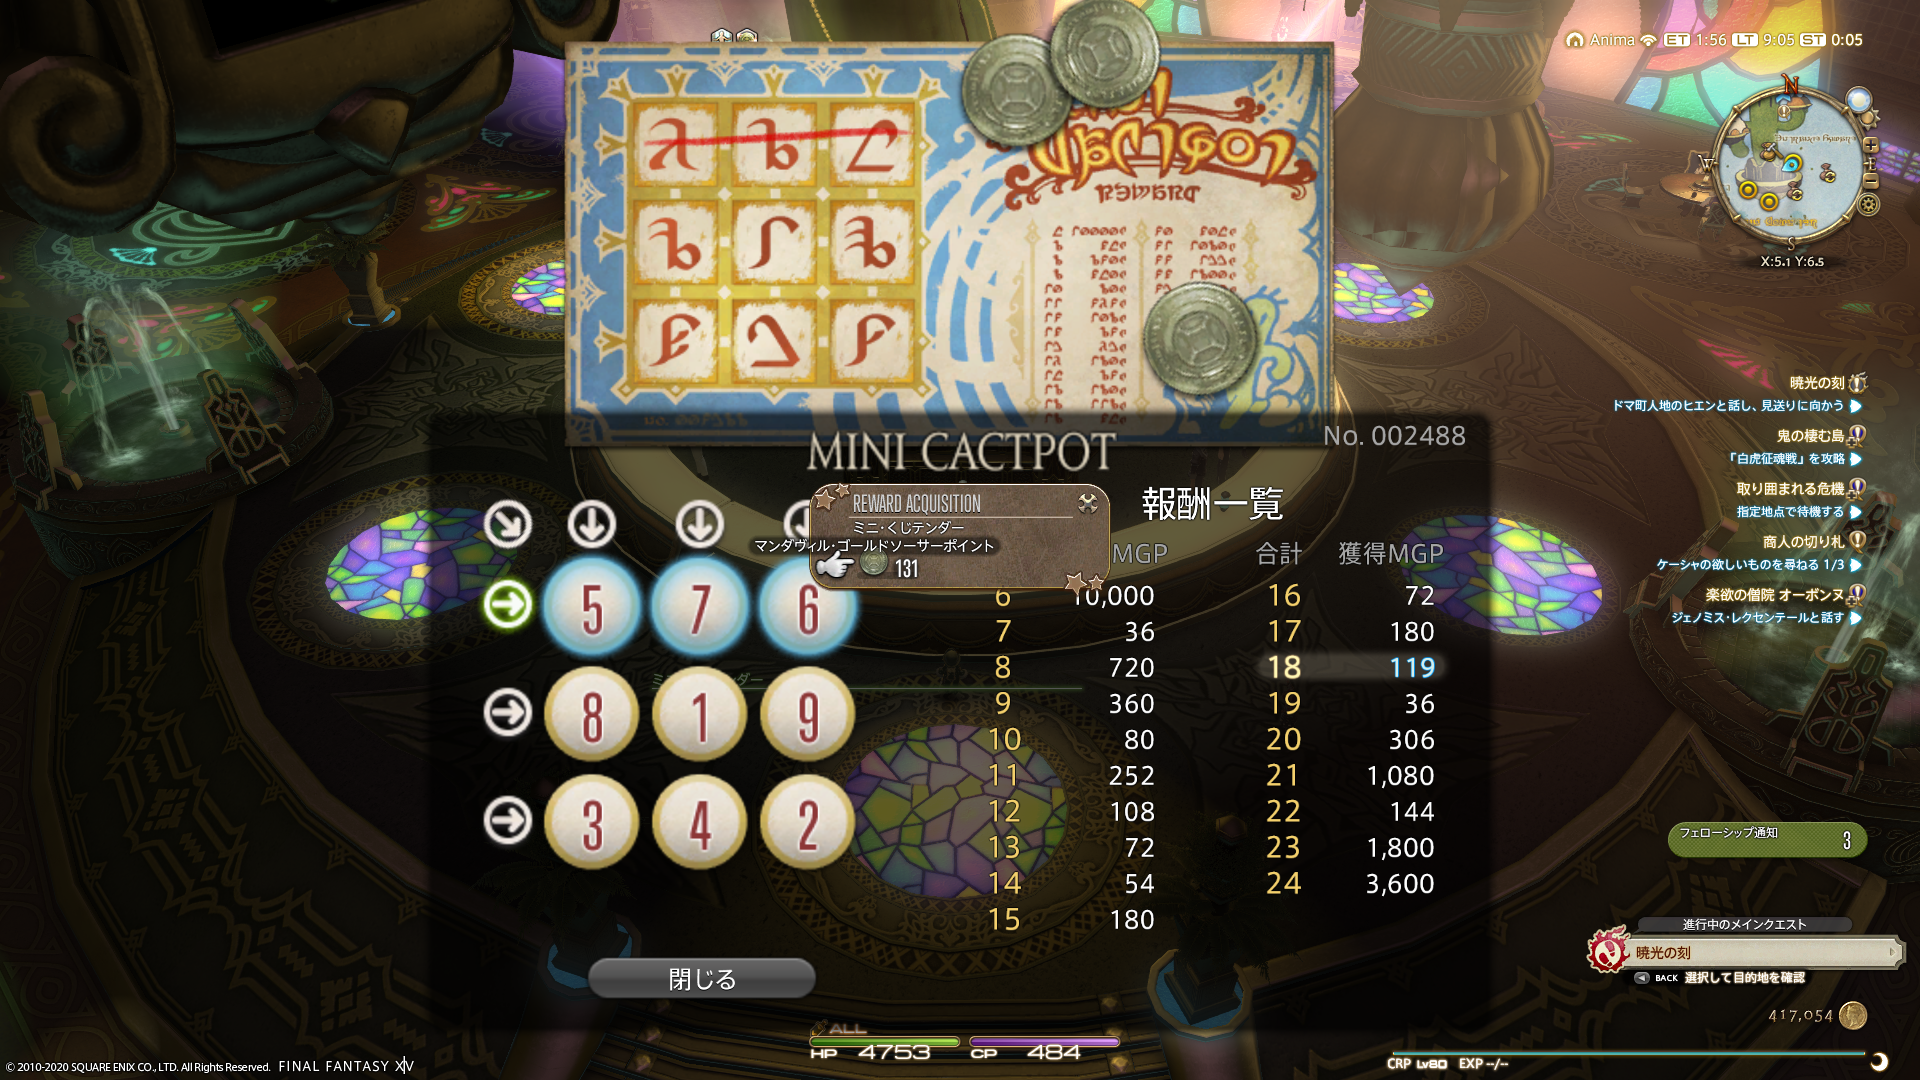 Anima ET 1:56 LT 9:05 ST 0:05
N
W
E
S
X:5.1 Y:6.5
MINI CACTPOT
No. 002488
REWARD ACQUISITION
ミニ・くじテンダー
マンダヴィル・ゴールドソーサーポイント
131
報酬一覧
MGP 合計 獲得MGP
5 7 6
8 1 9
3 4 2
6 10,000 16 72
7 36 17 180
8 720 18 119
9 360 19 36
10 80 20 306
11 252 21 1,080
12 108 22 144
13 72 23 1,800
14 54 24 3,600
15 180
閉じる
暁光の刻
ドマ町人地のヒエンと話し、見送りに向かう
鬼の棲む島
「白虎征魂戦」を攻略
取り囲まれる危機
指定地点で待機する
商人の切り札
ケーシャの欲しいものを尋ねる 1/3
楽欲の僧院 オーボンヌ
ジェノミス・レクセンテールと話す
フェローシップ通知 3
進行中のメインクエスト
暁光の刻
BACK 選択して目的地を確認
417,054
ALL
HP 4753 CP 484
CRP Lv80 EXP --/--
© 2010-2020 SQUARE ENIX CO., LTD. All Rights Reserved. FINAL FANTASY XIV